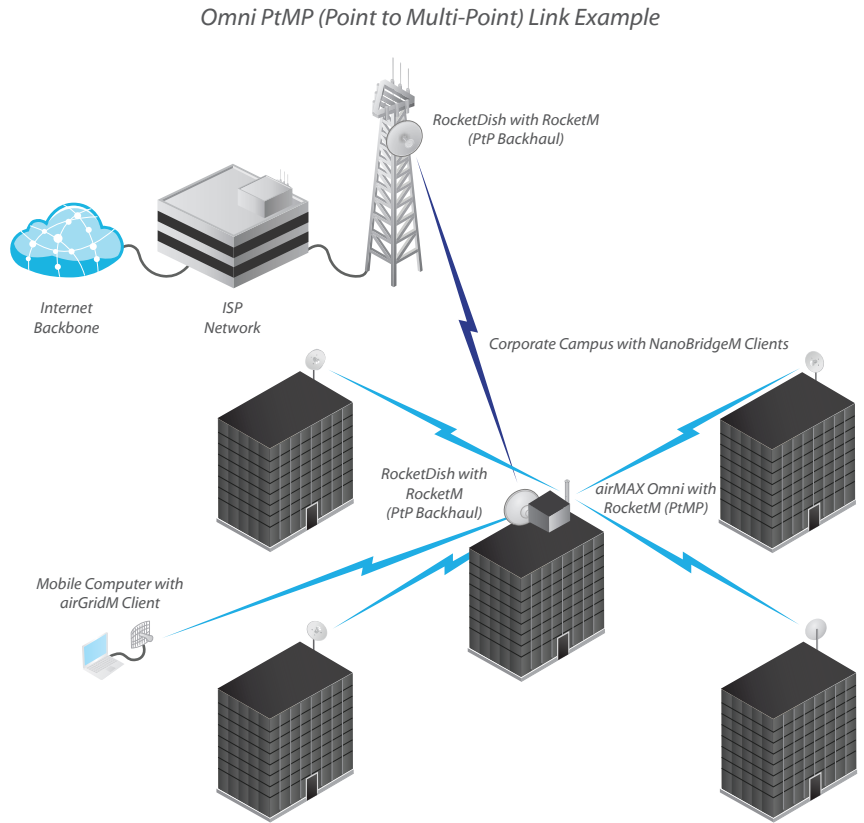 Omni PtMP (Point to Multi-Point) Link Example
RocketDish with RocketM
(PtP Backhaul)
Internet
Backbone
ISP
Network
Corporate Campus with NanoBridgeM Clients
RocketDish with
RocketM
(PtP Backhaul)
airMAX Omni with
RocketM (PtMP)
Mobile Computer with
airGridM Client